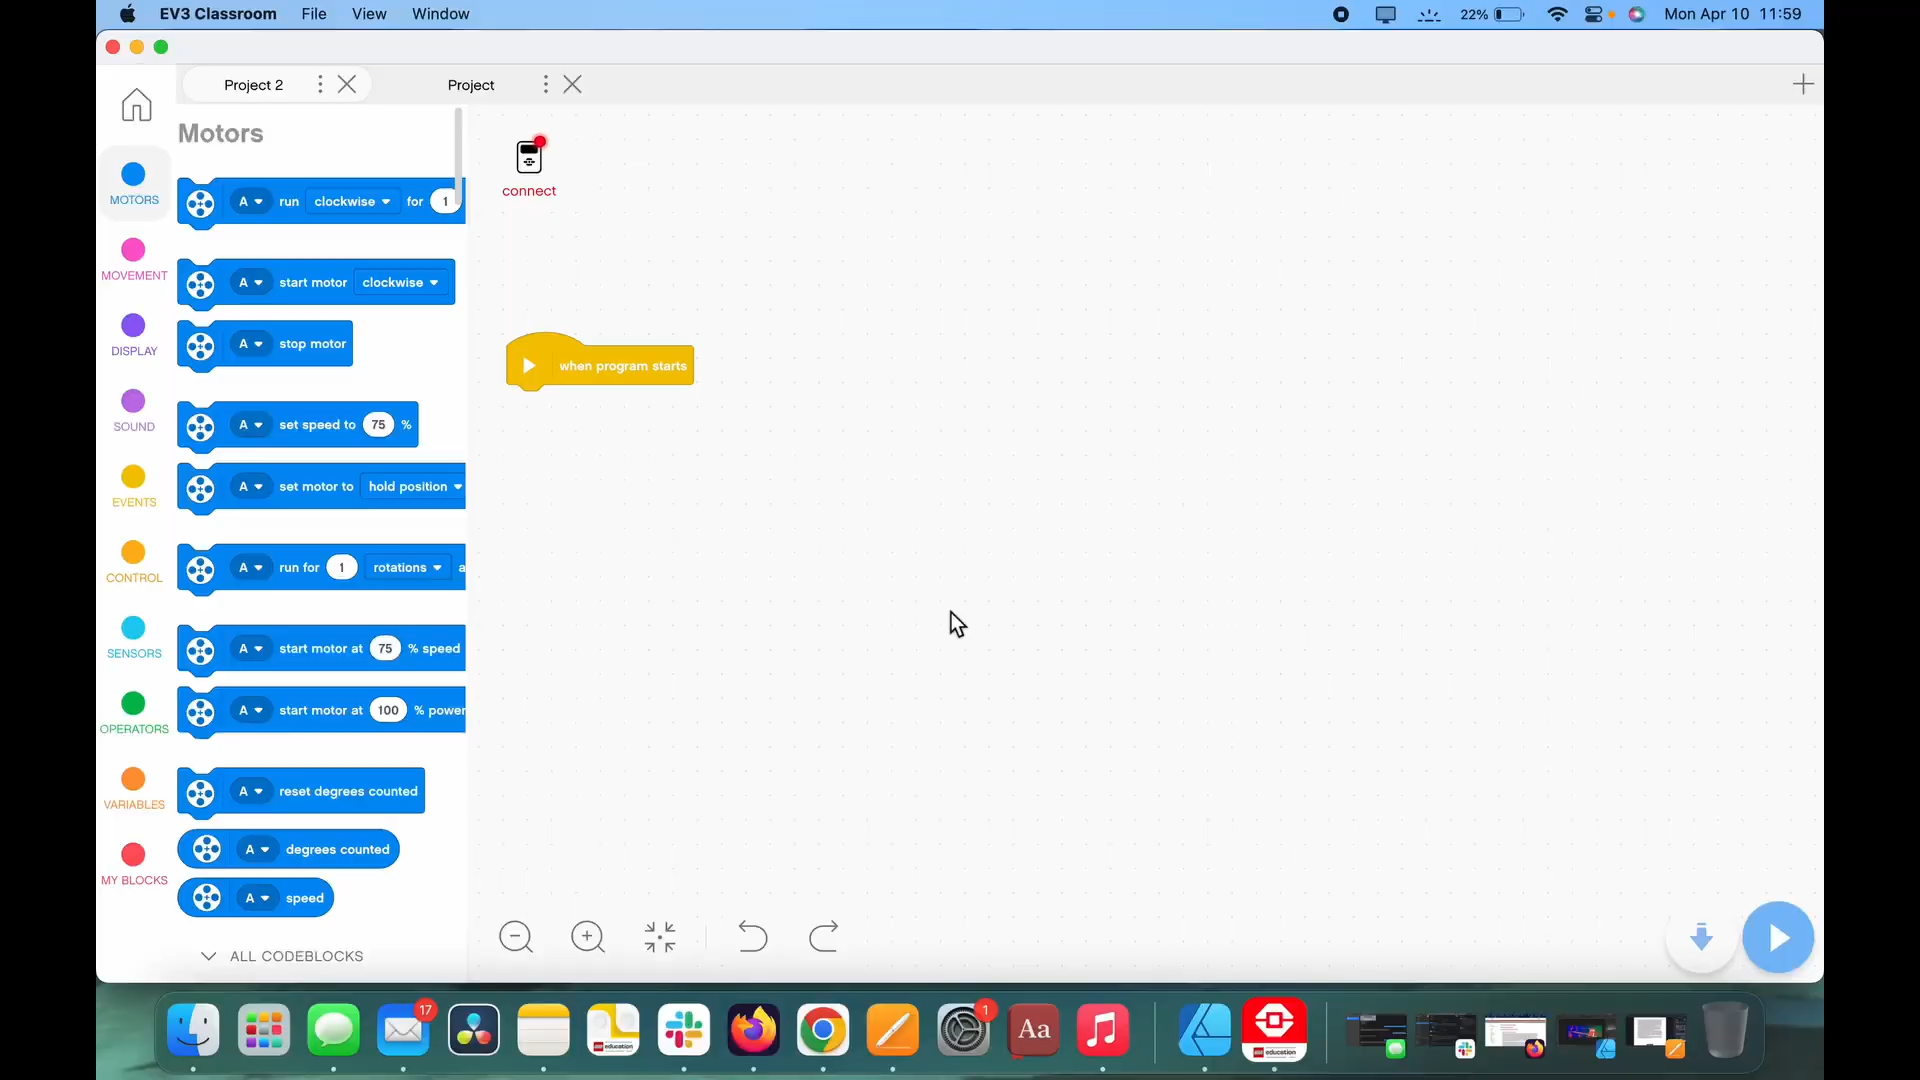 EV3 Classroom File View Window 22% Mon Apr 10 11:59
Project 2 Project
Motors
connect
MOTORS
A run clockwise for 1
MOVEMENT
A start motor clockwise
DISPLAY
A stop motor
when program starts
SOUND
A set speed to 75 %
EVENTS
A set motor to hold position
CONTROL
A run for 1 rotations a
SENSORS
A start motor at 75 % speed
OPERATORS
A start motor at 100 % power
VARIABLES
A reset degrees counted
MY BLOCKS
A degrees counted
A speed
ALL CODEBLOCKS
17
1
Aa
education
education